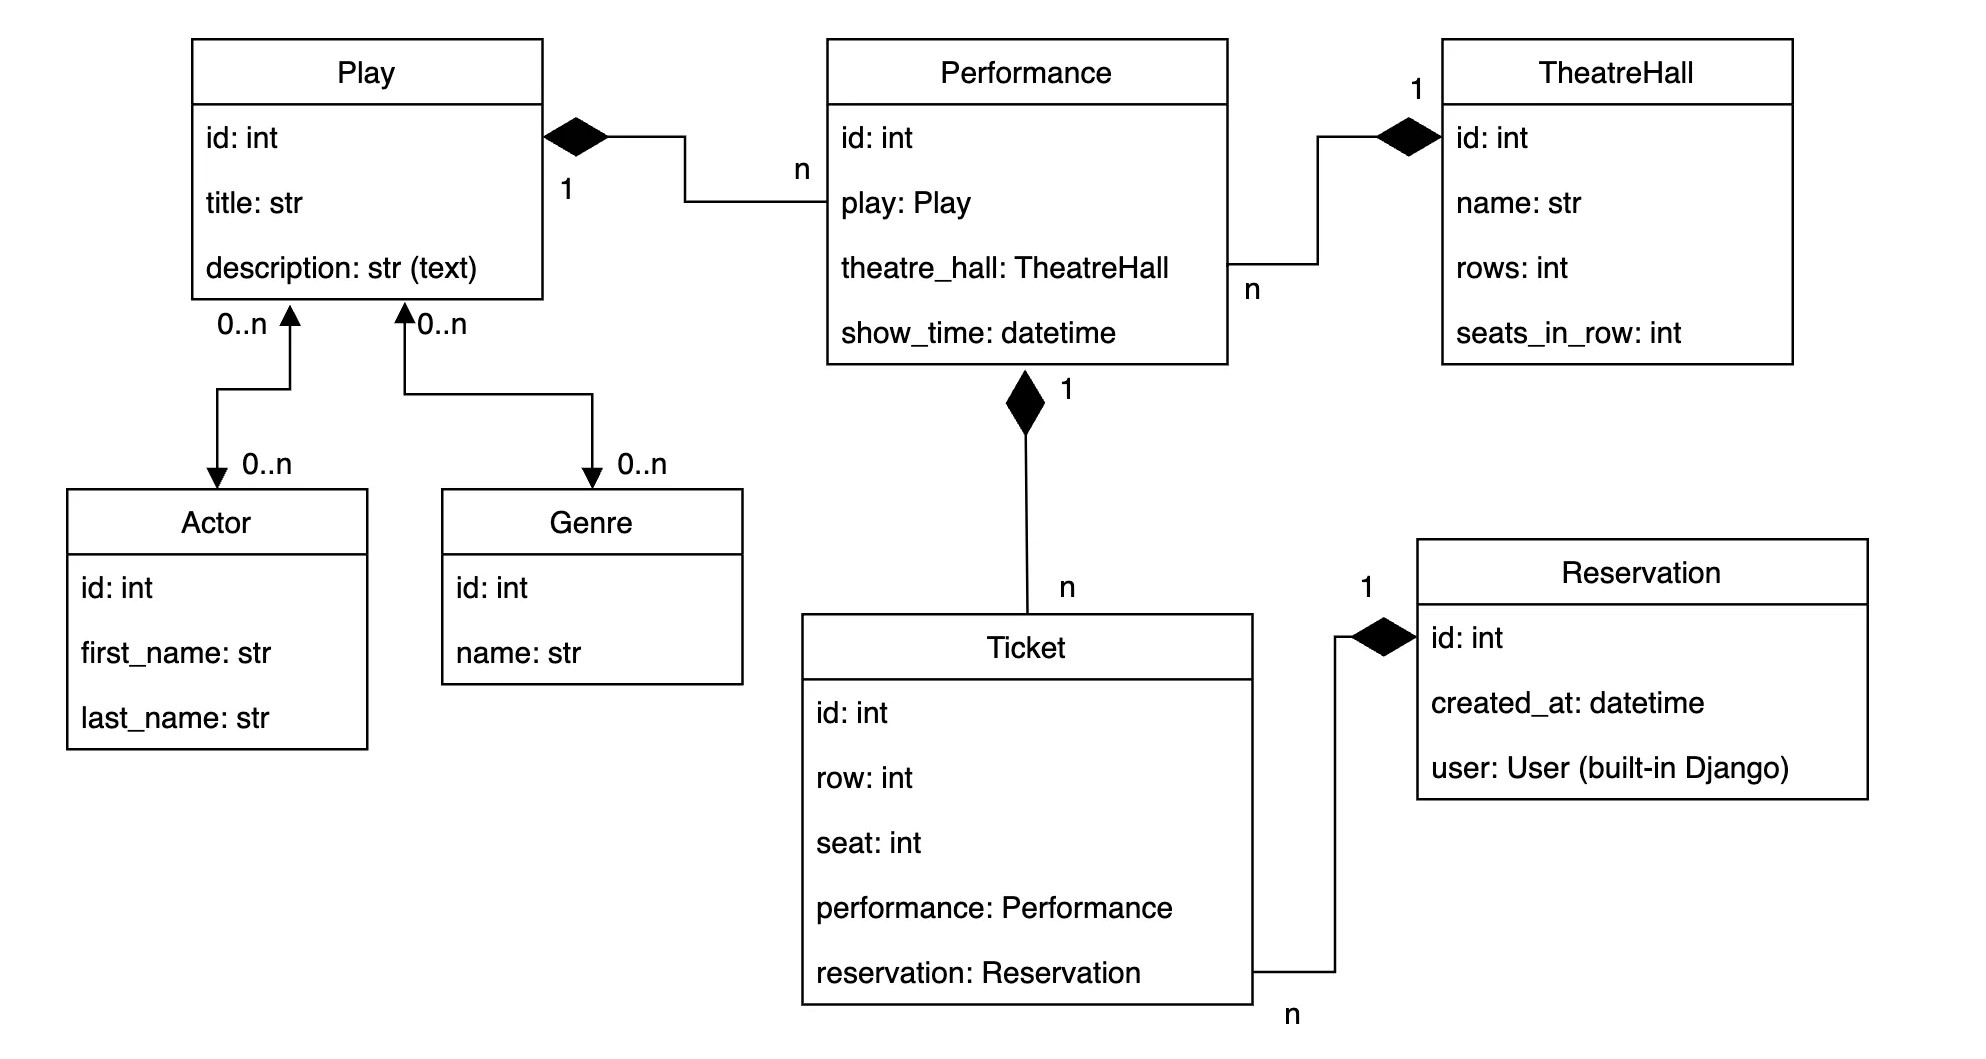 Play
id: int
title: str
description: str (text)
1
n
Performance
id: int
play: Play
theatre_hall: TheatreHall
show_time: datetime
1
n
TheatreHall
id: int
name: str
rows: int
seats_in_row: int
0..n
0..n
0..n
0..n
Actor
id: int
first_name: str
last_name: str
Genre
id: int
name: str
1
n
Ticket
id: int
row: int
seat: int
performance: Performance
reservation: Reservation
1
n
Reservation
id: int
created_at: datetime
user: User (built-in Django)